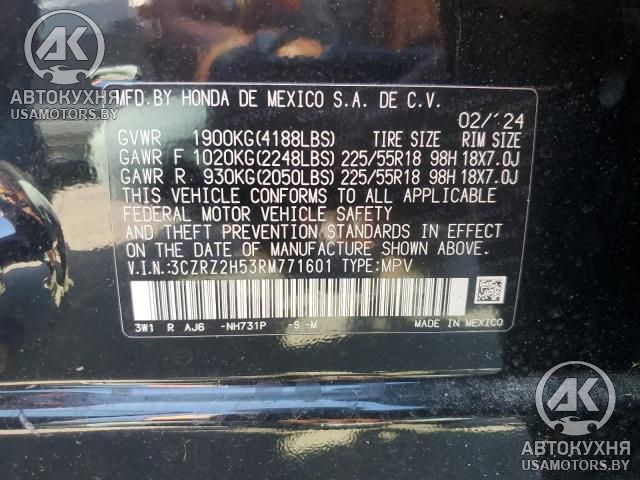 AK
АВТОКУХНЯ
USAMOTORS.BY
MFD.BY HONDA DE MEXICO S.A. DE C.V.
02/'24
GVWR 1900KG(4188LBS) TIRE SIZE RIM SIZE
GAWR F 1020KG(2248LBS) 225/55R18 98H 18X7.0J
GAWR R 930KG(2050LBS) 225/55R18 98H 18X7.0J
THIS VEHICLE CONFORMS TO ALL APPLICABLE
FEDERAL MOTOR VEHICLE SAFETY
AND THEFT PREVENTION STANDARDS IN EFFECT
ON THE DATE OF MANUFACTURE SHOWN ABOVE.
V.I.N.:3CZRZ2H53RM771601 TYPE:MPV
3W1 R AJ6 -NH731P -S -M MADE IN MEXICO
AK
АВТОКУХНЯ
USAMOTORS.BY